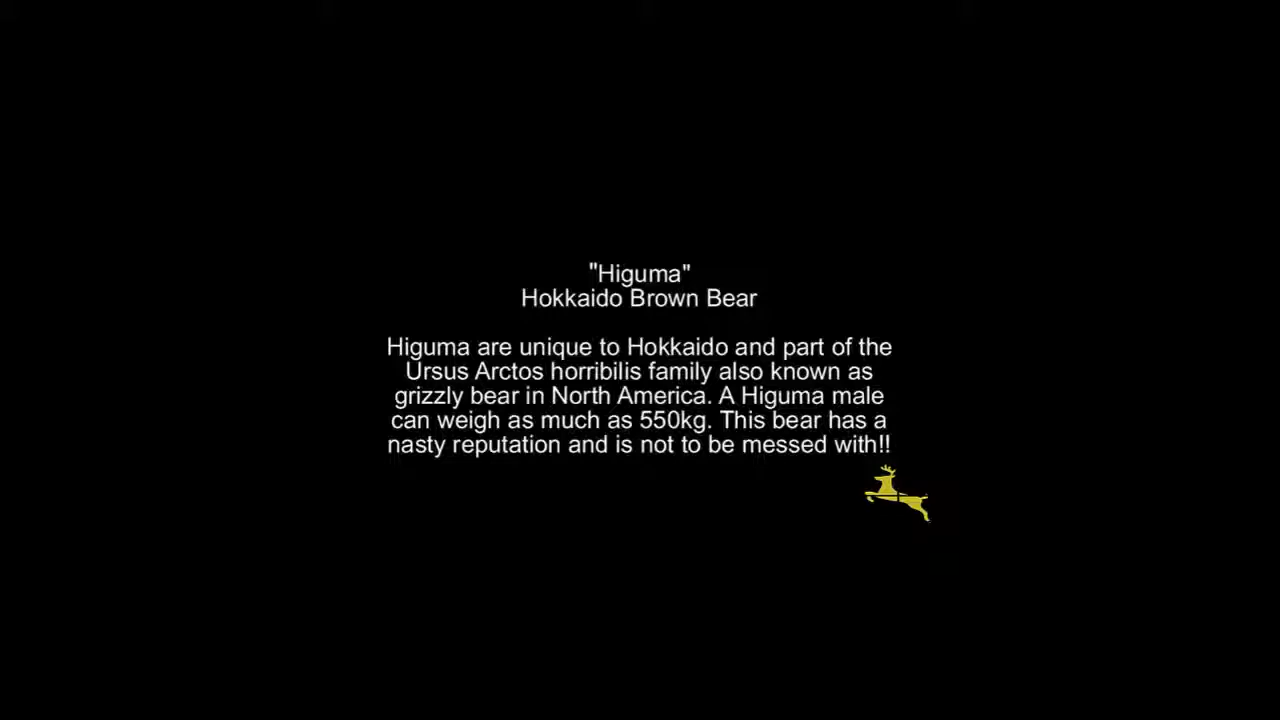 "Higuma"
Hokkaido Brown Bear
Higuma are unique to Hokkaido and part of the
Ursus Arctos horribilis family also known as
grizzly bear in North America. A Higuma male
can weigh as much as 550kg. This bear has a
nasty reputation and is not to be messed with!!